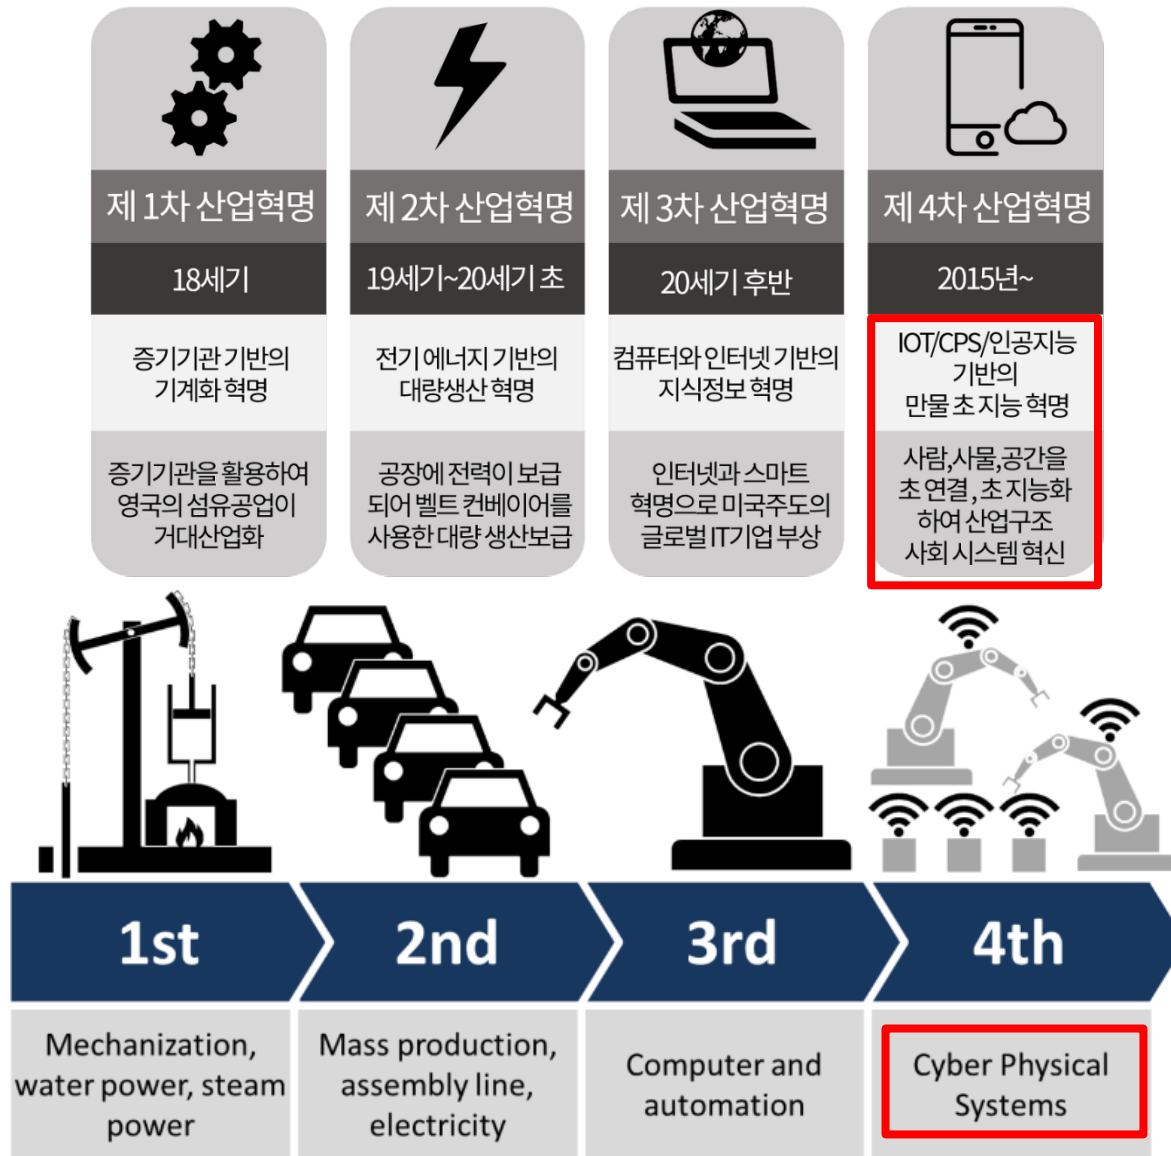 제 1차 산업혁명
18세기
증기기관 기반의
기계화 혁명
증기기관을 활용하여
영국의 섬유공업이
거대산업화
제 2차 산업혁명
19세기~20세기 초
전기 에너지 기반의
대량생산 혁명
공장에 전력이 보급
되어 벨트 컨베이어를
사용한 대량 생산보급
제 3차 산업혁명
20세기 후반
컴퓨터와 인터넷 기반의
지식정보 혁명
인터넷과 스마트
혁명으로 미국주도의
글로벌 IT기업 부상
제 4차 산업혁명
2015년~
IOT/CPS/인공지능
기반의
만물 초 지능 혁명
사람,사물,공간을
초 연결 , 초 지능화
하여 산업구조
사회 시스템 혁신
1st
2nd
3rd
4th
Mechanization,
water power, steam
power
Mass production,
assembly line,
electricity
Computer and
automation
Cyber Physical
Systems